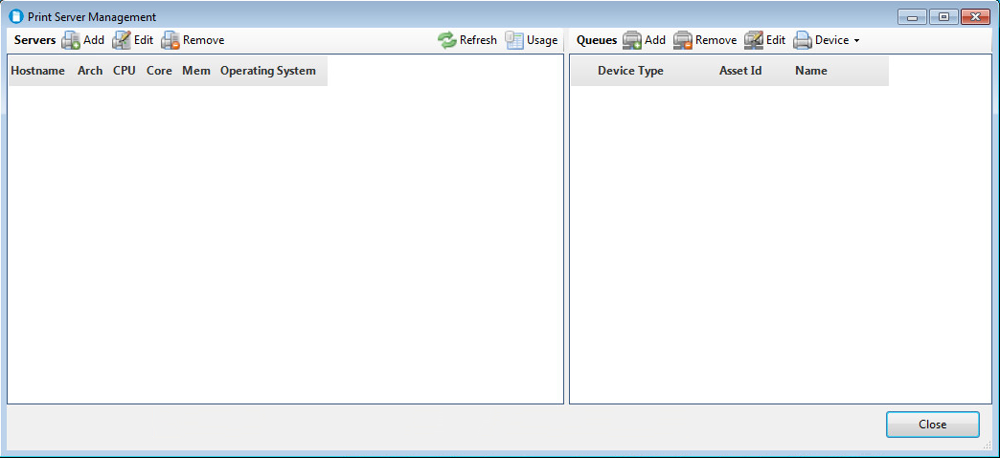 Print Server Management
Servers Add Edit Remove Refresh Usage
Queues Add Remove Edit Device
Hostname Arch CPU Core Mem Operating System
Device Type Asset Id Name
Close